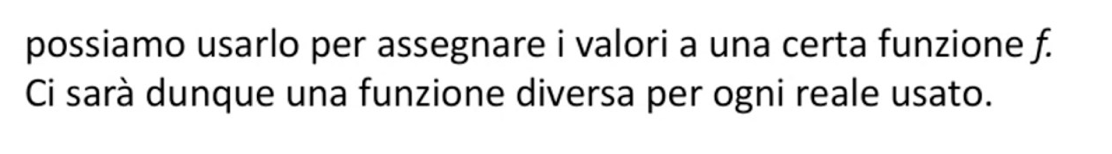 possiamo usarlo per assegnare i valori a una certa funzione f.
Ci sarà dunque una funzione diversa per ogni reale usato.